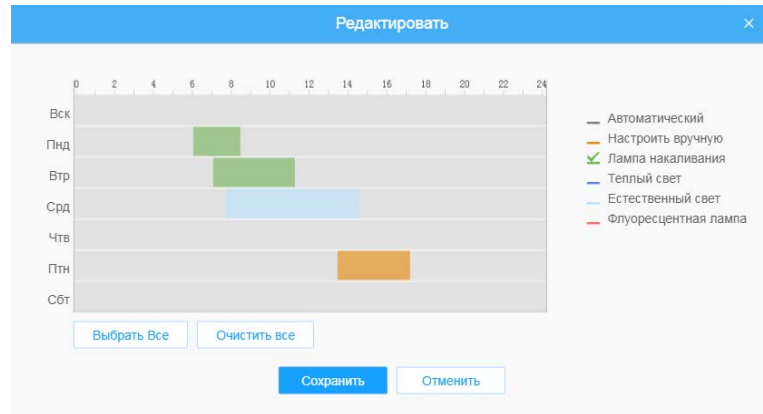 Редактировать ×
0 2 4 6 8 10 12 14 16 18 20 22 24
Вск
Пнд
Втр
Срд
Чтв
Птн
Сбт
Автоматический
Настроить вручную
Лампа накаливания
Теплый свет
Естественный свет
Флуоресцентная лампа
Выбрать Все Очистить все
Сохранить Отменить